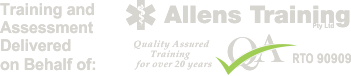 Training and
Assessment
Delivered
on Behalf of:
Allens Training
Pty Ltd
Quality Assured
Training
for over 20 years
QA
RTO 90909